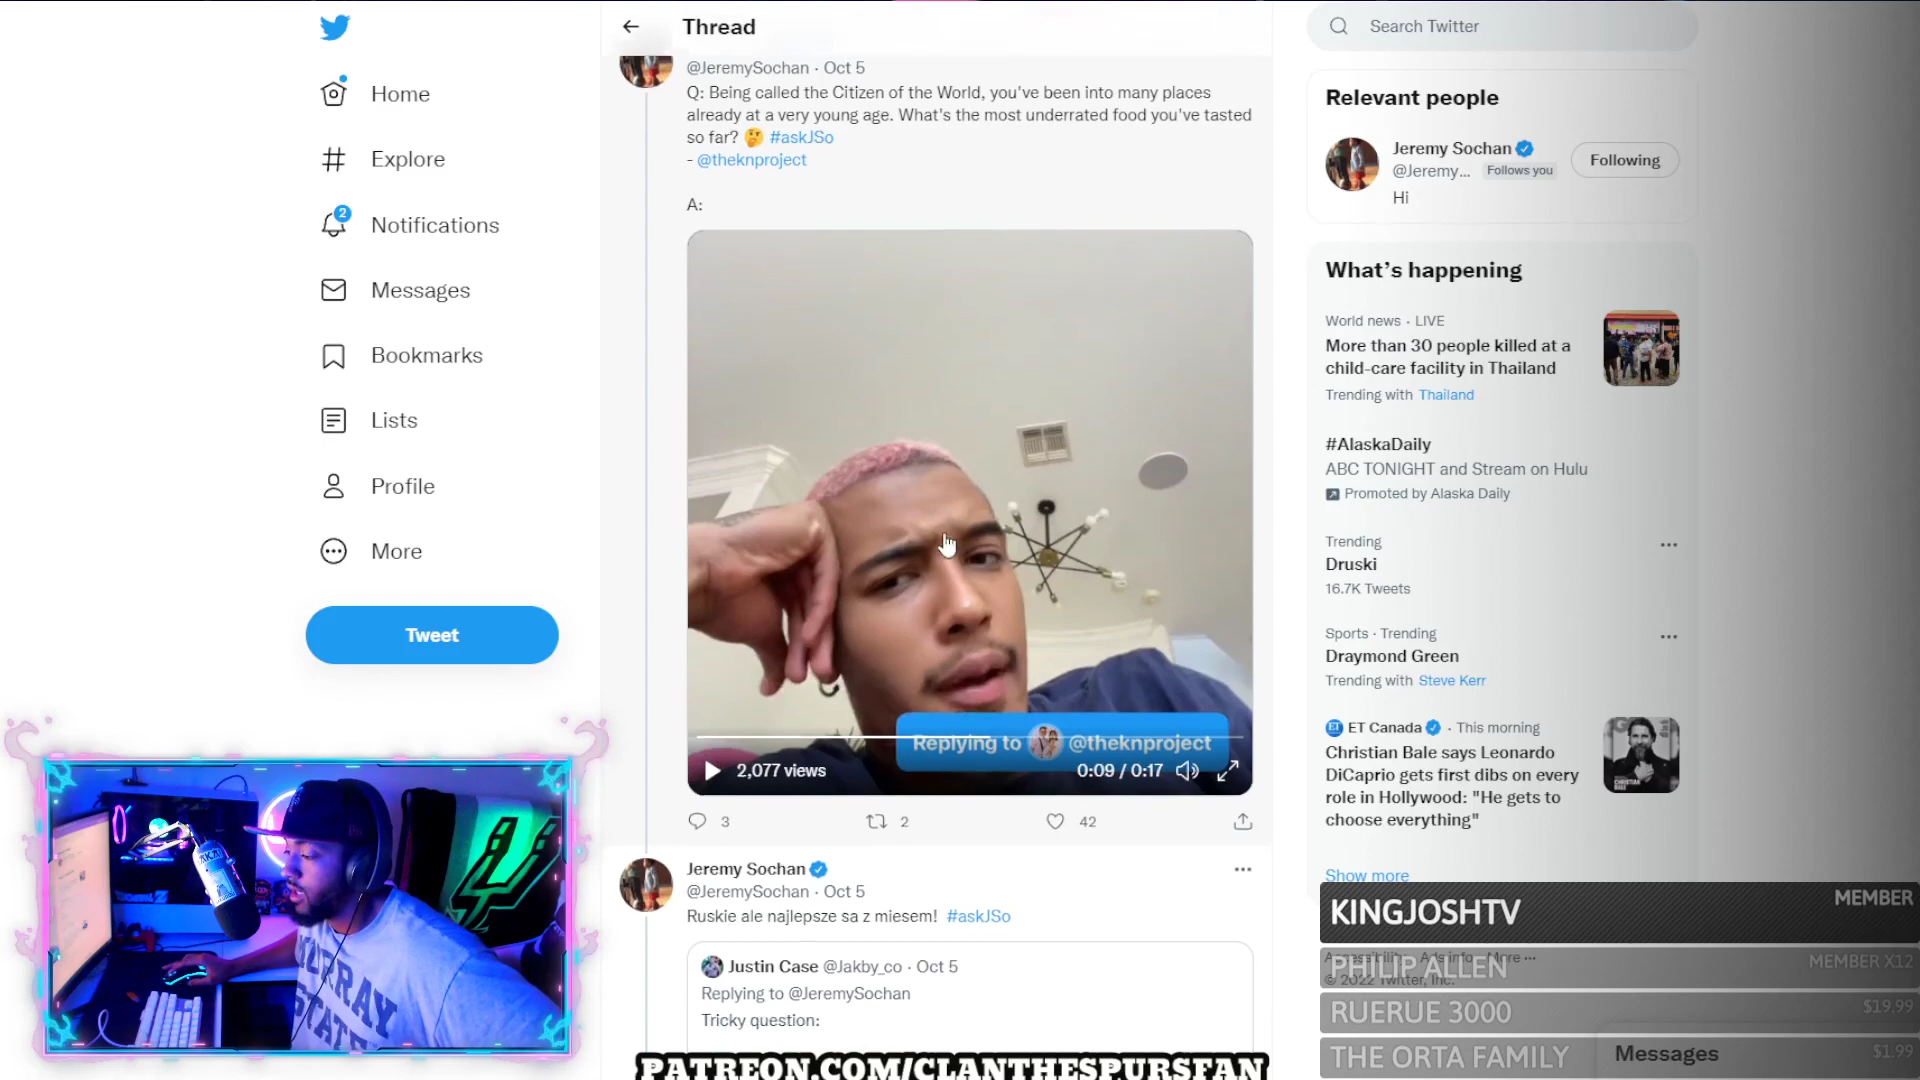 Home
Explore
2
Notifications
Messages
Bookmarks
Lists
Profile
More
Tweet
Thread
@JeremySochan · Oct 5
Q: Being called the Citizen of the World, you've been into many places
already at a very young age. What's the most underrated food you've tasted
so far? 🤔 #askJSo
- @theknproject
A:
Replying to @theknproject
2,077 views
0:09 / 0:17
3
2
42
Jeremy Sochan
@JeremySochan · Oct 5
Ruskie ale najlepsze sa z miesem! #askJSo
Justin Case @Jakby_co · Oct 5
Replying to @JeremySochan
Tricky question:
PATREON.COM/CLANTHESPURSFAN
Search Twitter
Relevant people
Jeremy Sochan
@Jeremy... Follows you
Following
Hi
What's happening
World news · LIVE
More than 30 people killed at a
child-care facility in Thailand
Trending with Thailand
#AlaskaDaily
ABC TONIGHT and Stream on Hulu
Promoted by Alaska Daily
Trending
Druski
16.7K Tweets
Sports · Trending
Draymond Green
Trending with Steve Kerr
ET Canada · This morning
Christian Bale says Leonardo
DiCaprio gets first dibs on every
role in Hollywood: "He gets to
choose everything"
Show more
KINGJOSHTV MEMBER
PHILIP ALLEN MEMBER X12
© 2022 Twitter, Inc.
RUERUE 3000 $19.99
THE ORTA FAMILY $1.99
Messages
MURRAY
STATE